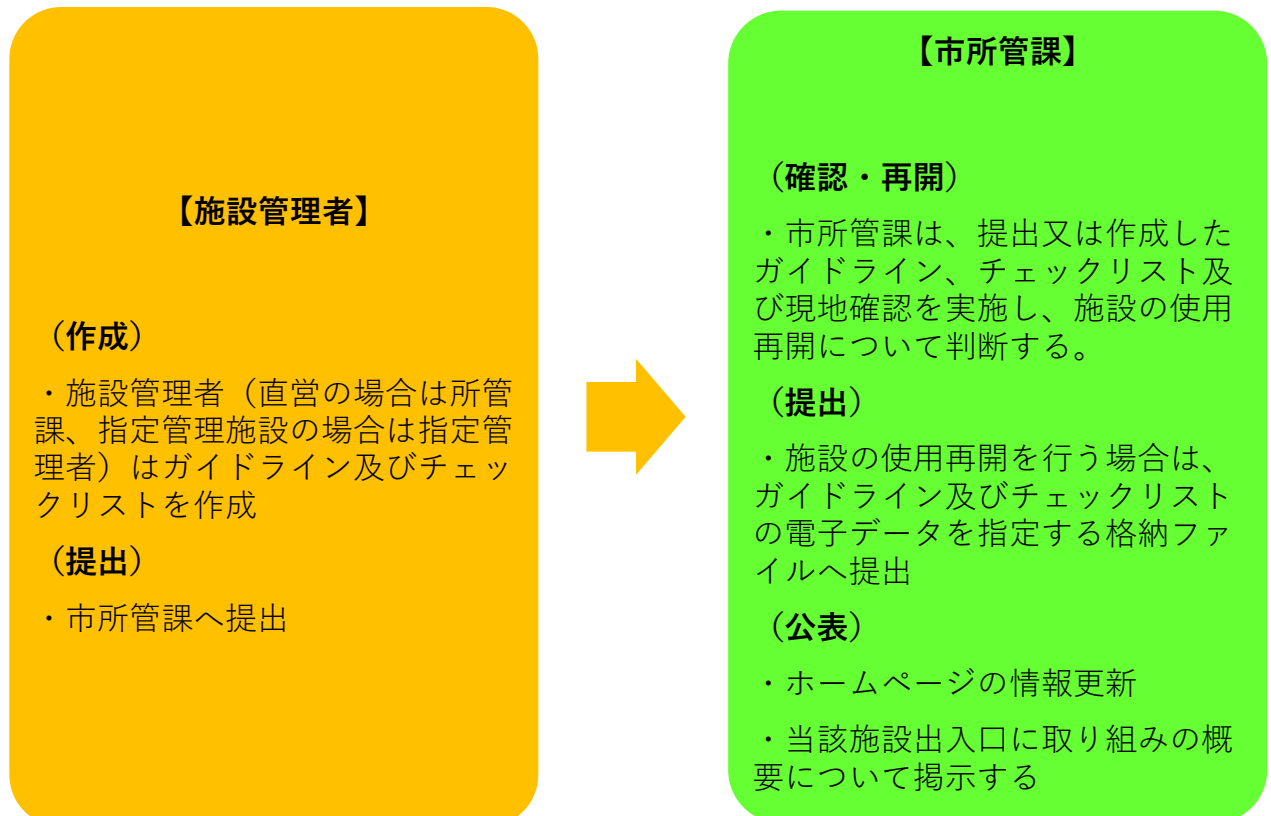 【施設管理者】
（作成）
・施設管理者（直営の場合は所管
課、指定管理施設の場合は指定管
理者）はガイドライン及びチェッ
クリストを作成
（提出）
・市所管課へ提出
【市所管課】
（確認・再開）
・市所管課は、提出又は作成した
ガイドライン、チェックリスト及
び現地確認を実施し、施設の使用
再開について判断する。
（提出）
・施設の使用再開を行う場合は、
ガイドライン及びチェックリスト
の電子データを指定する格納ファ
イルへ提出
（公表）
・ホームページの情報更新
・当該施設出入口に取り組みの概
要について掲示する